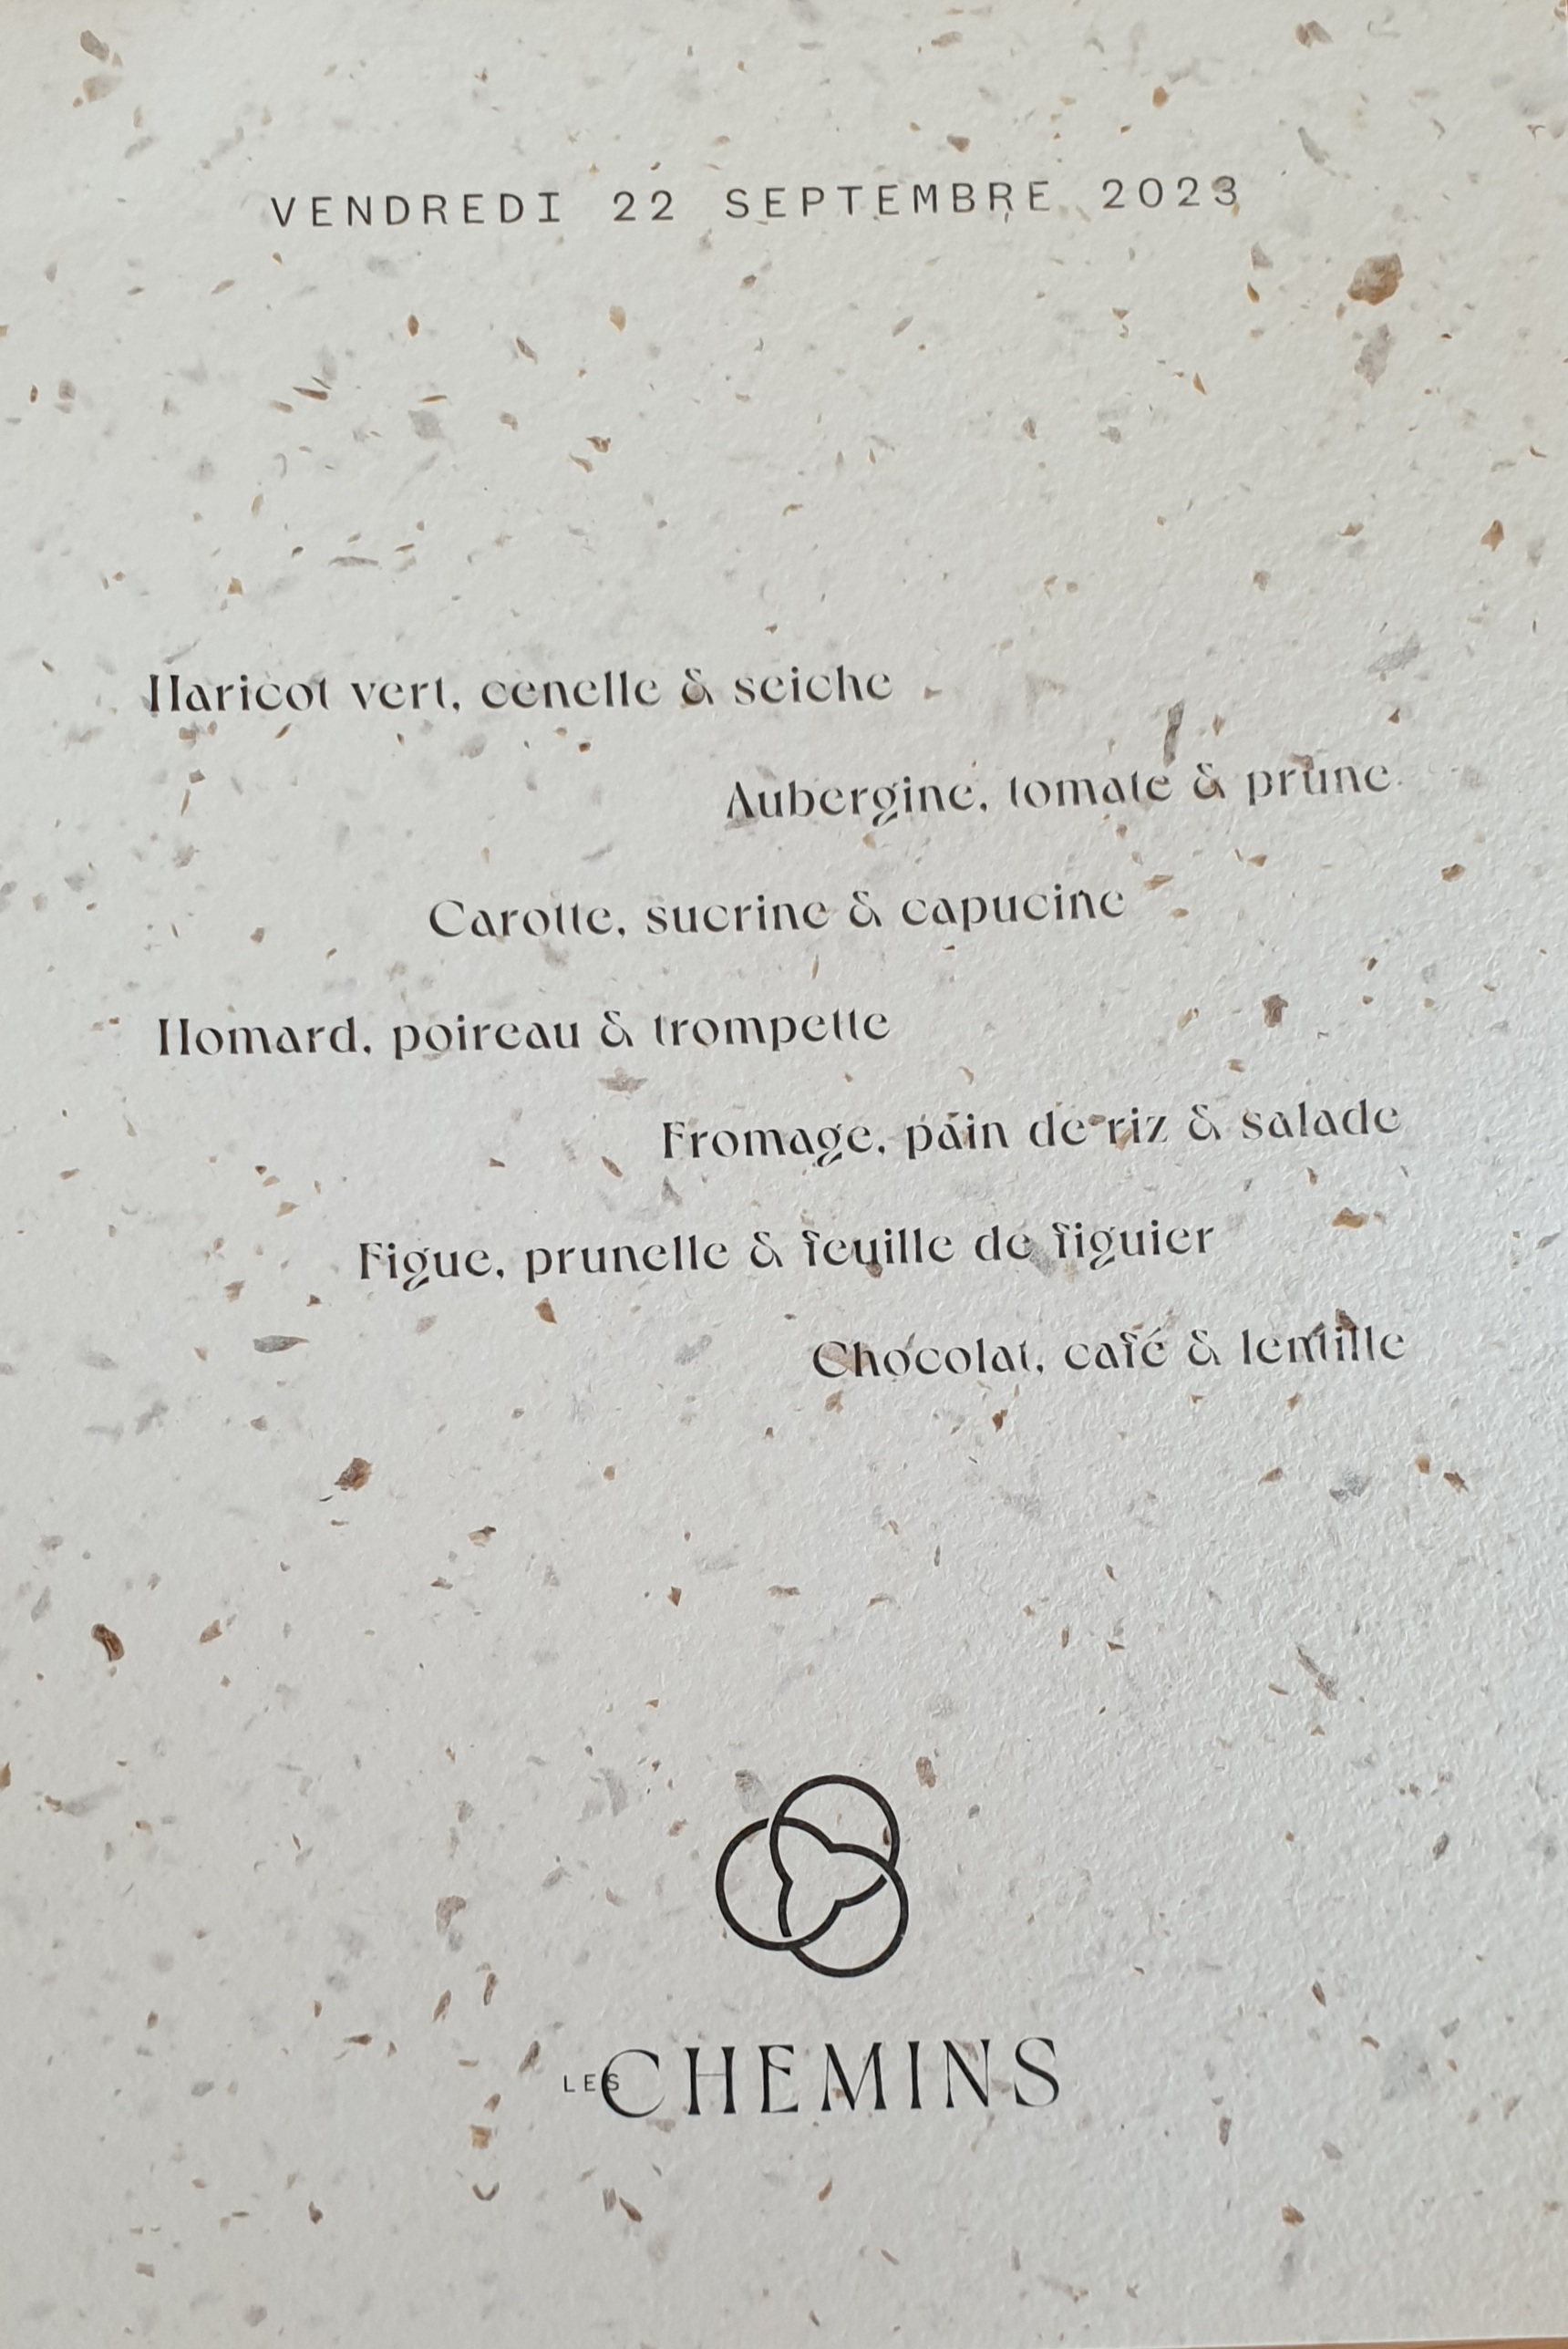 VENDREDI 22 SEPTEMBRE 2023
Haricot vert, cenelle & seiche
Aubergine, tomate & prune
Carotte, sucrine & capucine
Homard, poireau & trompette
Fromage, pain de riz & salade
Figue, prunelle & feuille de figuier
Chocolat, café & lentille
LES CHEMINS